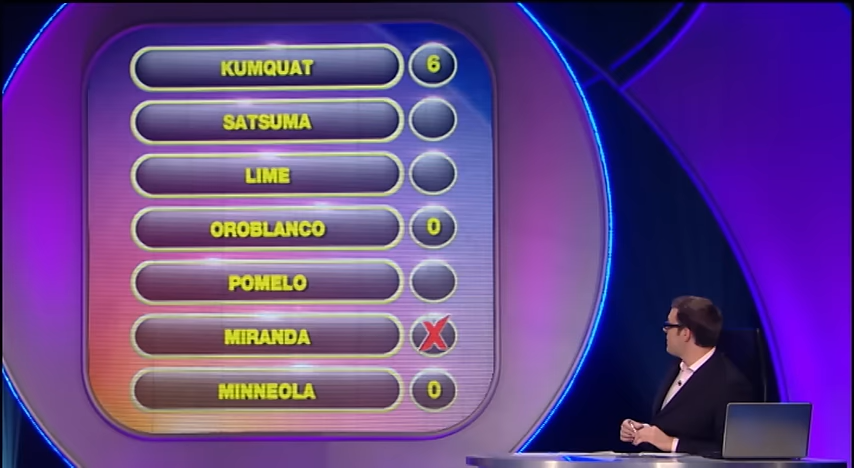 KUMQUAT 6
SATSUMA
LIME
OROBLANCO 0
POMELO
MIRANDA X
MINNEOLA 0